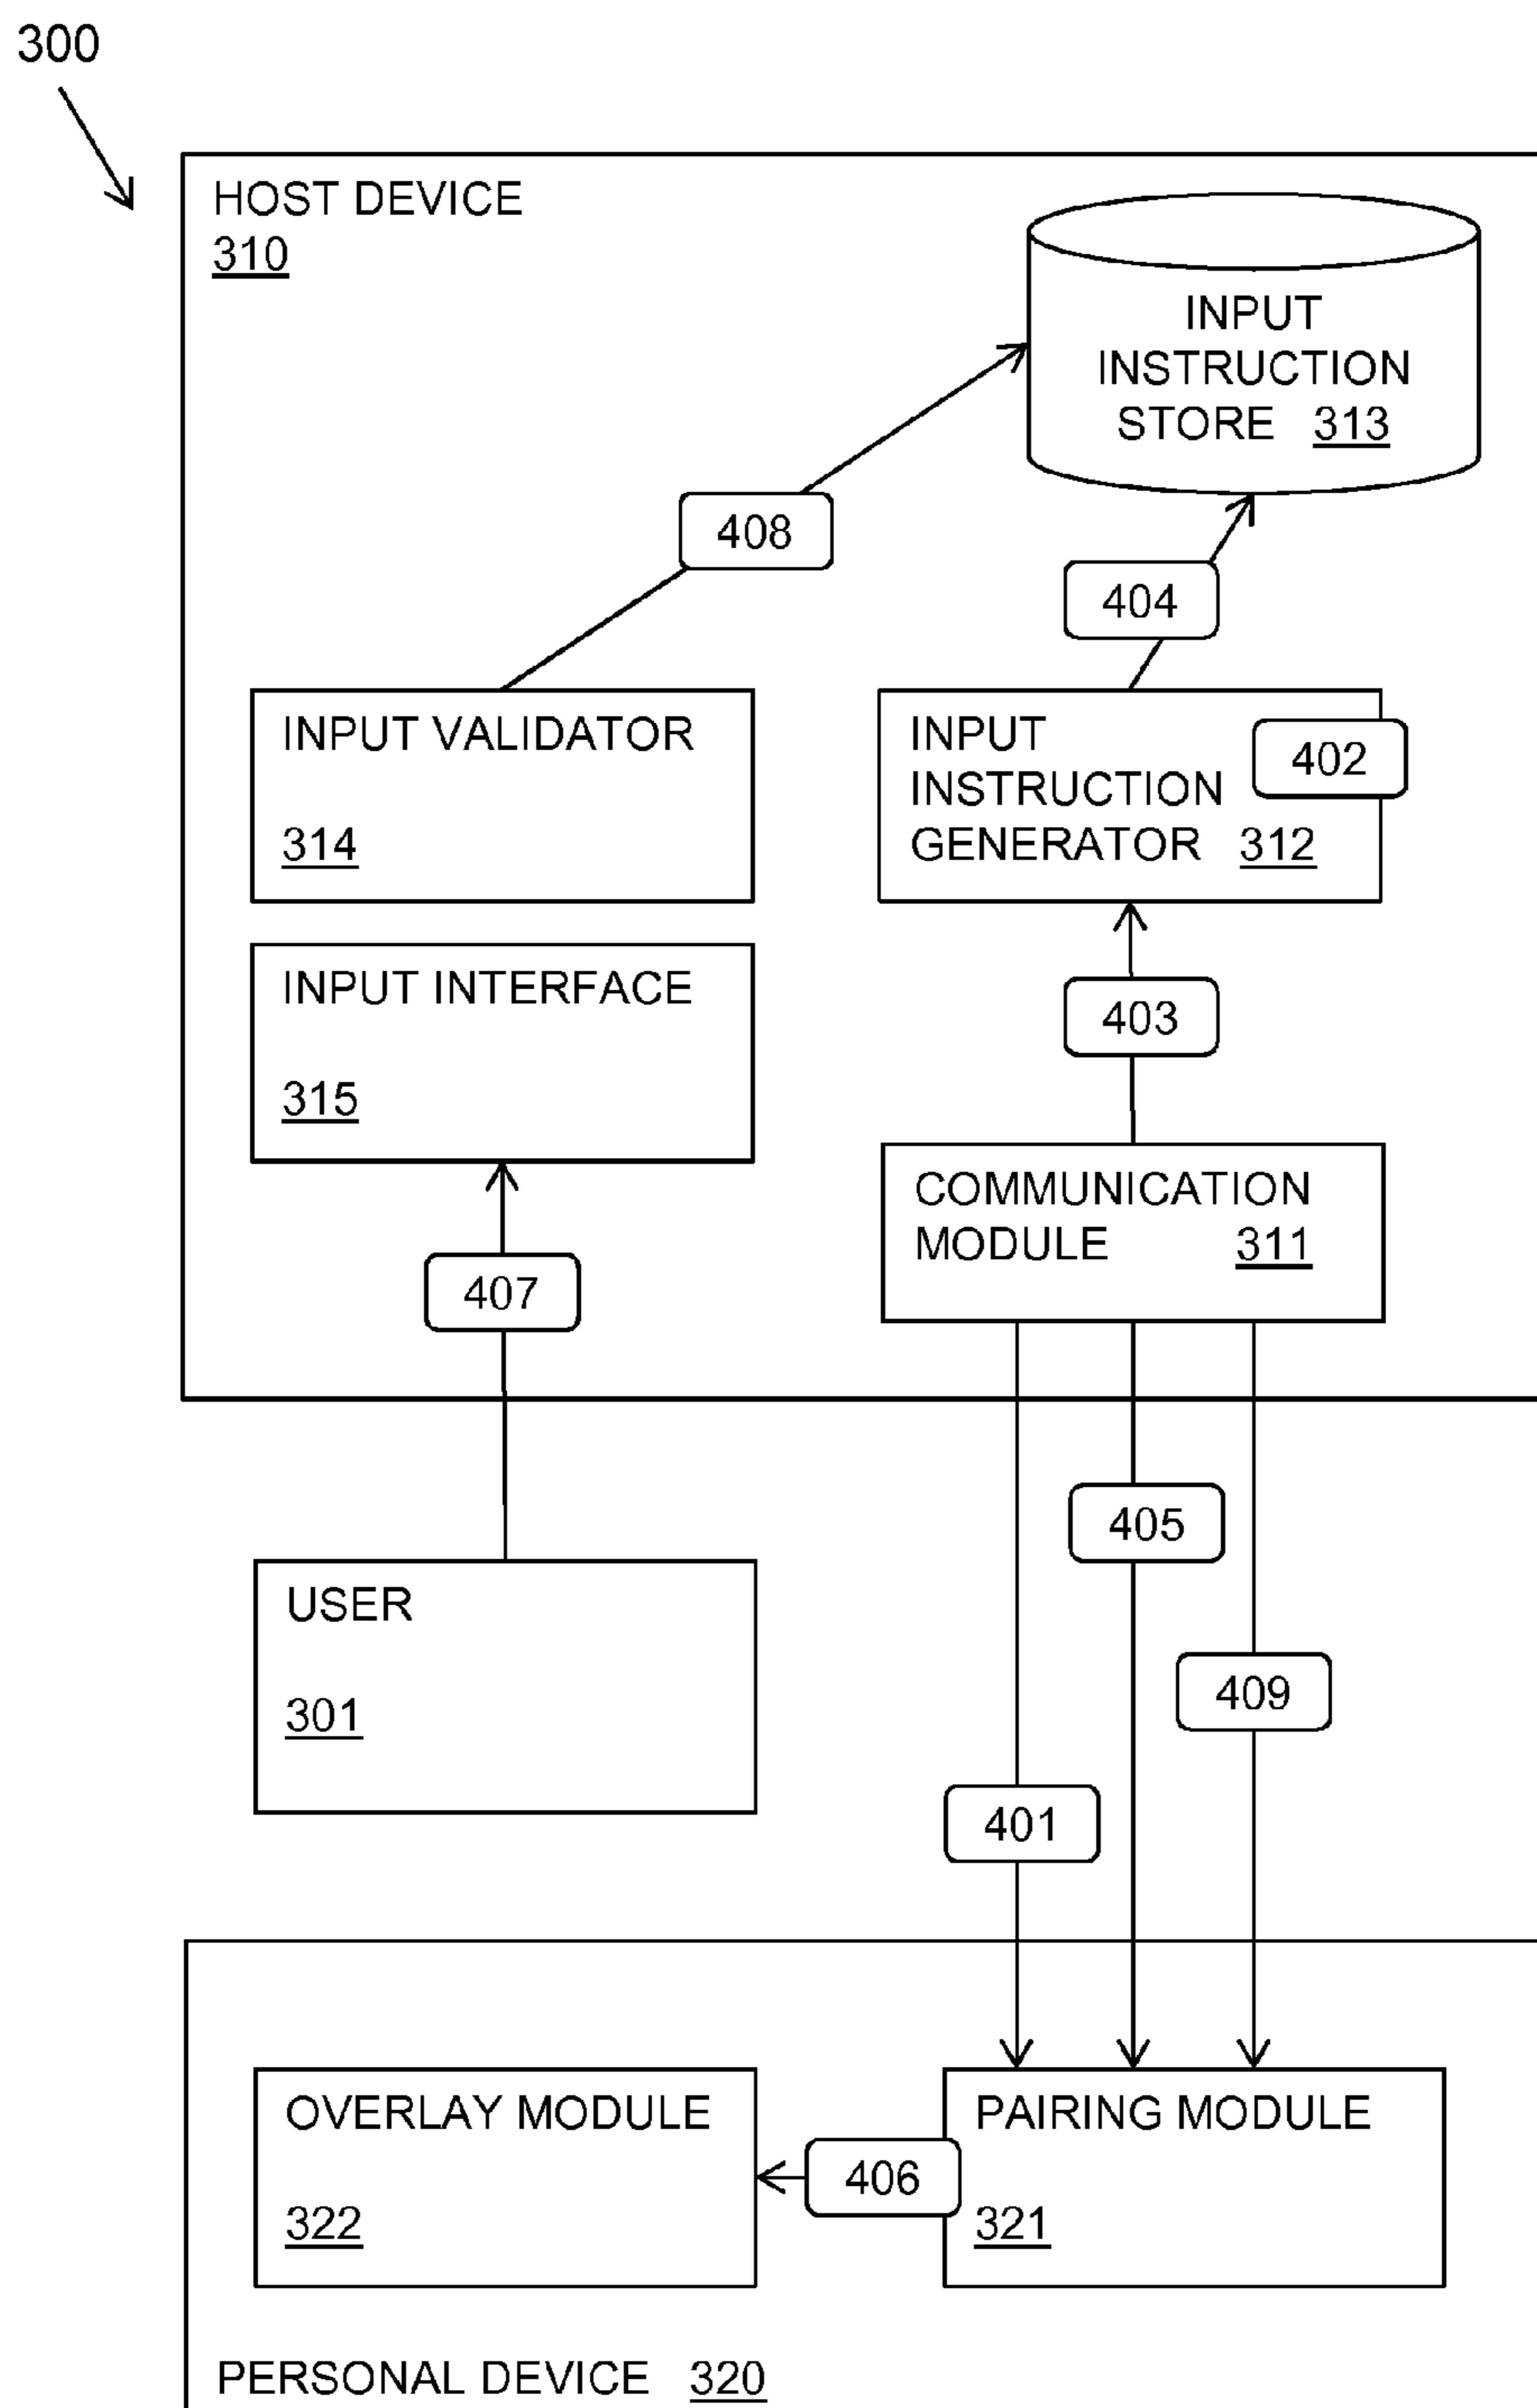 300
HOST DEVICE
310
INPUT
INSTRUCTION
STORE 313
408
404
INPUT VALIDATOR
314
INPUT
INSTRUCTION
GENERATOR 312
402
INPUT INTERFACE
315
403
COMMUNICATION
MODULE 311
407
405
USER
301
409
401
OVERLAY MODULE
322
406
PAIRING MODULE
321
PERSONAL DEVICE 320